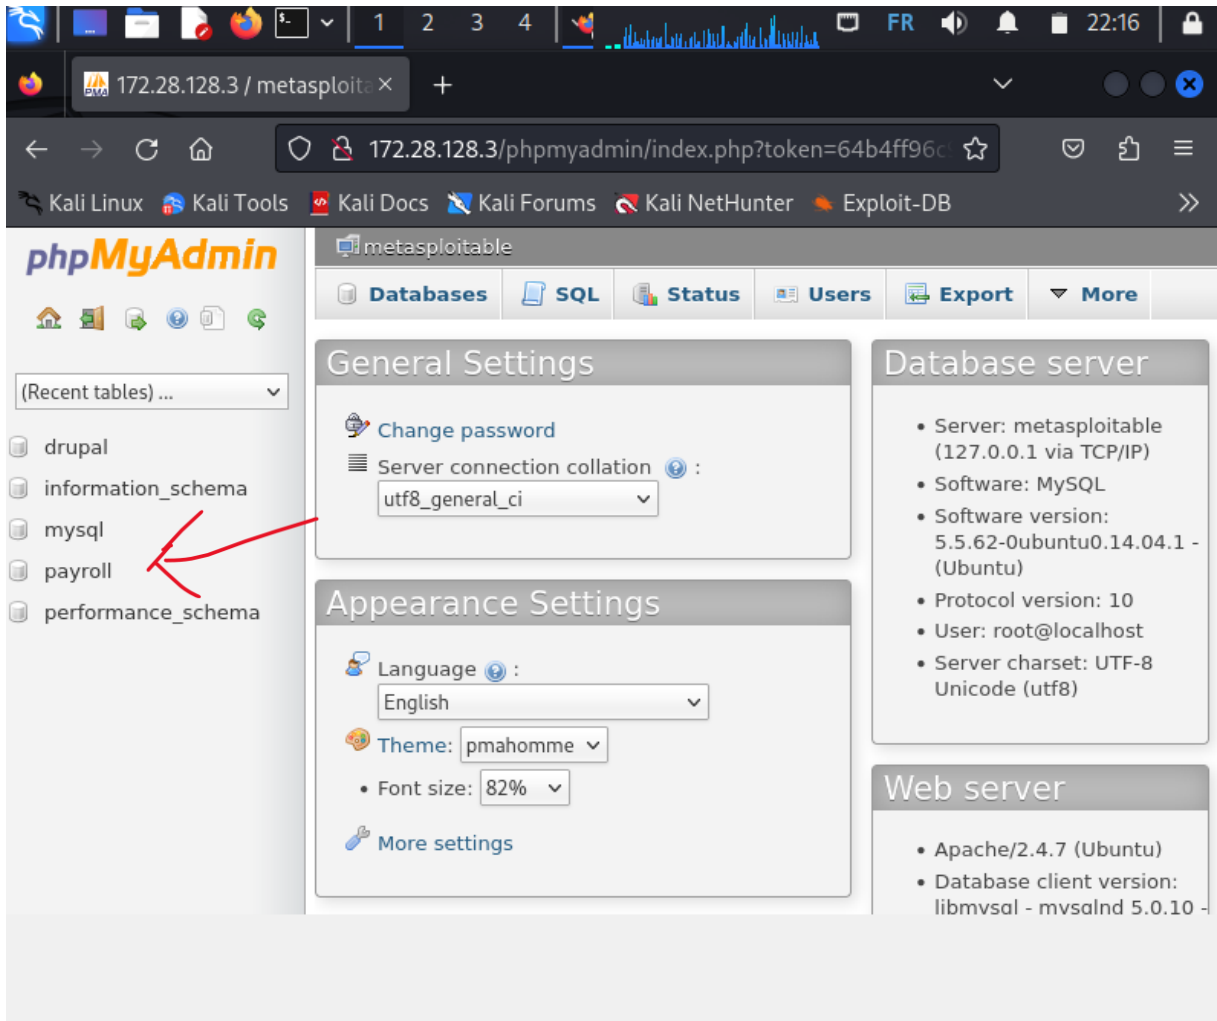 1 2 3 4 FR 22:16
172.28.128.3 / metasploita
172.28.128.3/phpmyadmin/index.php?token=64b4ff96c
Kali Linux Kali Tools Kali Docs Kali Forums Kali NetHunter Exploit-DB
phpMyAdmin
(Recent tables) ...
drupal
information_schema
mysql
payroll
performance_schema
metasploitable
Databases SQL Status Users Export More
General Settings
Change password
Server connection collation :
utf8_general_ci
Appearance Settings
Language :
English
Theme: pmahomme
• Font size: 82%
More settings
Database server
• Server: metasploitable
(127.0.0.1 via TCP/IP)
• Software: MySQL
• Software version:
5.5.62-0ubuntu0.14.04.1 -
(Ubuntu)
• Protocol version: 10
• User: root@localhost
• Server charset: UTF-8
Unicode (utf8)
Web server
• Apache/2.4.7 (Ubuntu)
• Database client version:
libmysql - mysqlnd 5.0.10 -